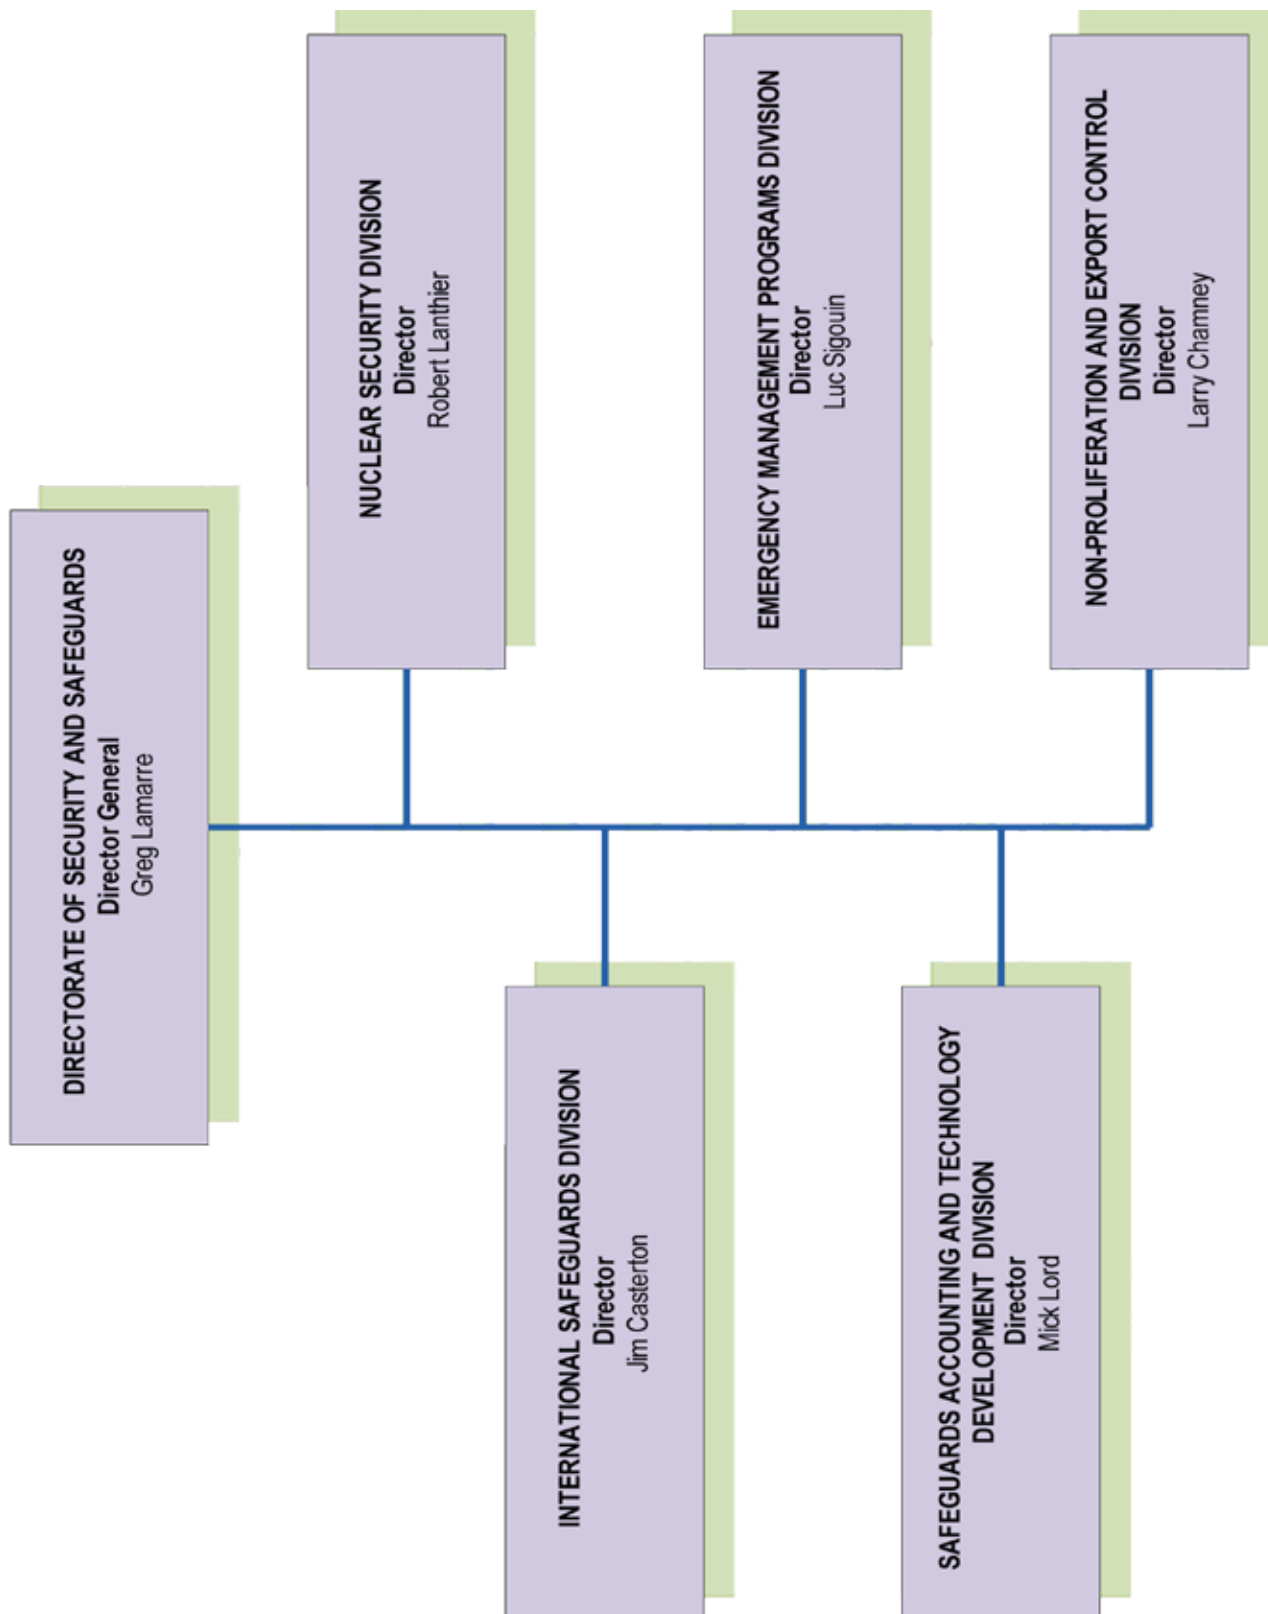 DIRECTORATE OF SECURITY AND SAFEGUARDS
Director General
Greg Lamarre
NUCLEAR SECURITY DIVISION
Director
Robert Lanthier
INTERNATIONAL SAFEGUARDS DIVISION
Director
Jim Casterton
EMERGENCY MANAGEMENT PROGRAMS DIVISION
Director
Luc Sigouin
SAFEGUARDS ACCOUNTING AND TECHNOLOGY
DEVELOPMENT DIVISION
Director
Mick Lord
NON-PROLIFERATION AND EXPORT CONTROL
DIVISION
Director
Larry Chamney